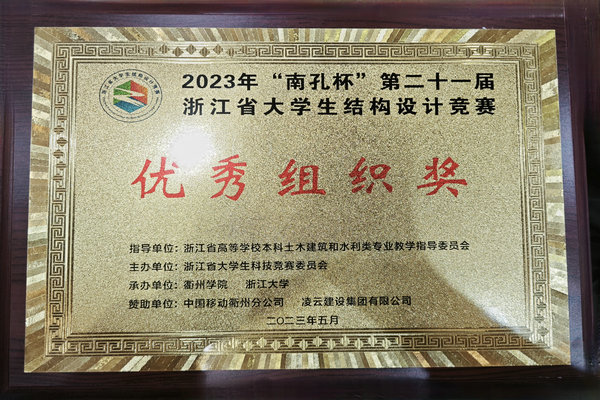 2023年“南孔杯”第二十一届
浙江省大学生结构设计竞赛
优秀组织奖
指导单位：浙江省高等学校本科土木建筑和水利类专业教学指导委员会
主办单位：浙江省大学生科技竞赛委员会
承办单位：衢州学院 浙江大学
赞助单位：中国移动衢州分公司 凌云建设集团有限公司
二〇二三年五月